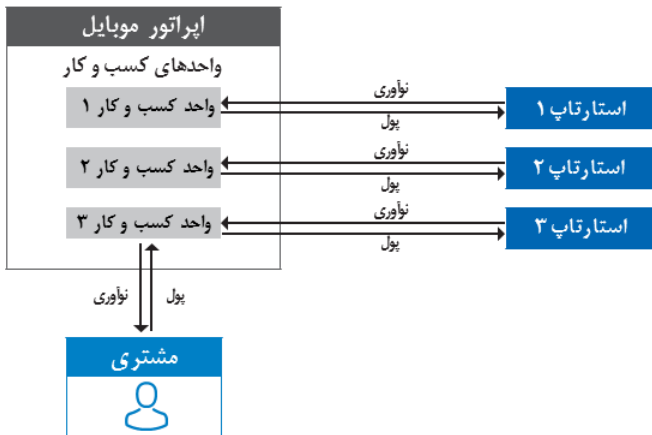 اپراتور موبایل
واحدهای کسب و کار
واحد کسب و کار ۱
نوآوری
پول
استارتاپ ۱
واحد کسب و کار ۲
نوآوری
پول
استارتاپ ۲
واحد کسب و کار ۳
نوآوری
پول
استارتاپ ۳
پول
نوآوری
مشتری